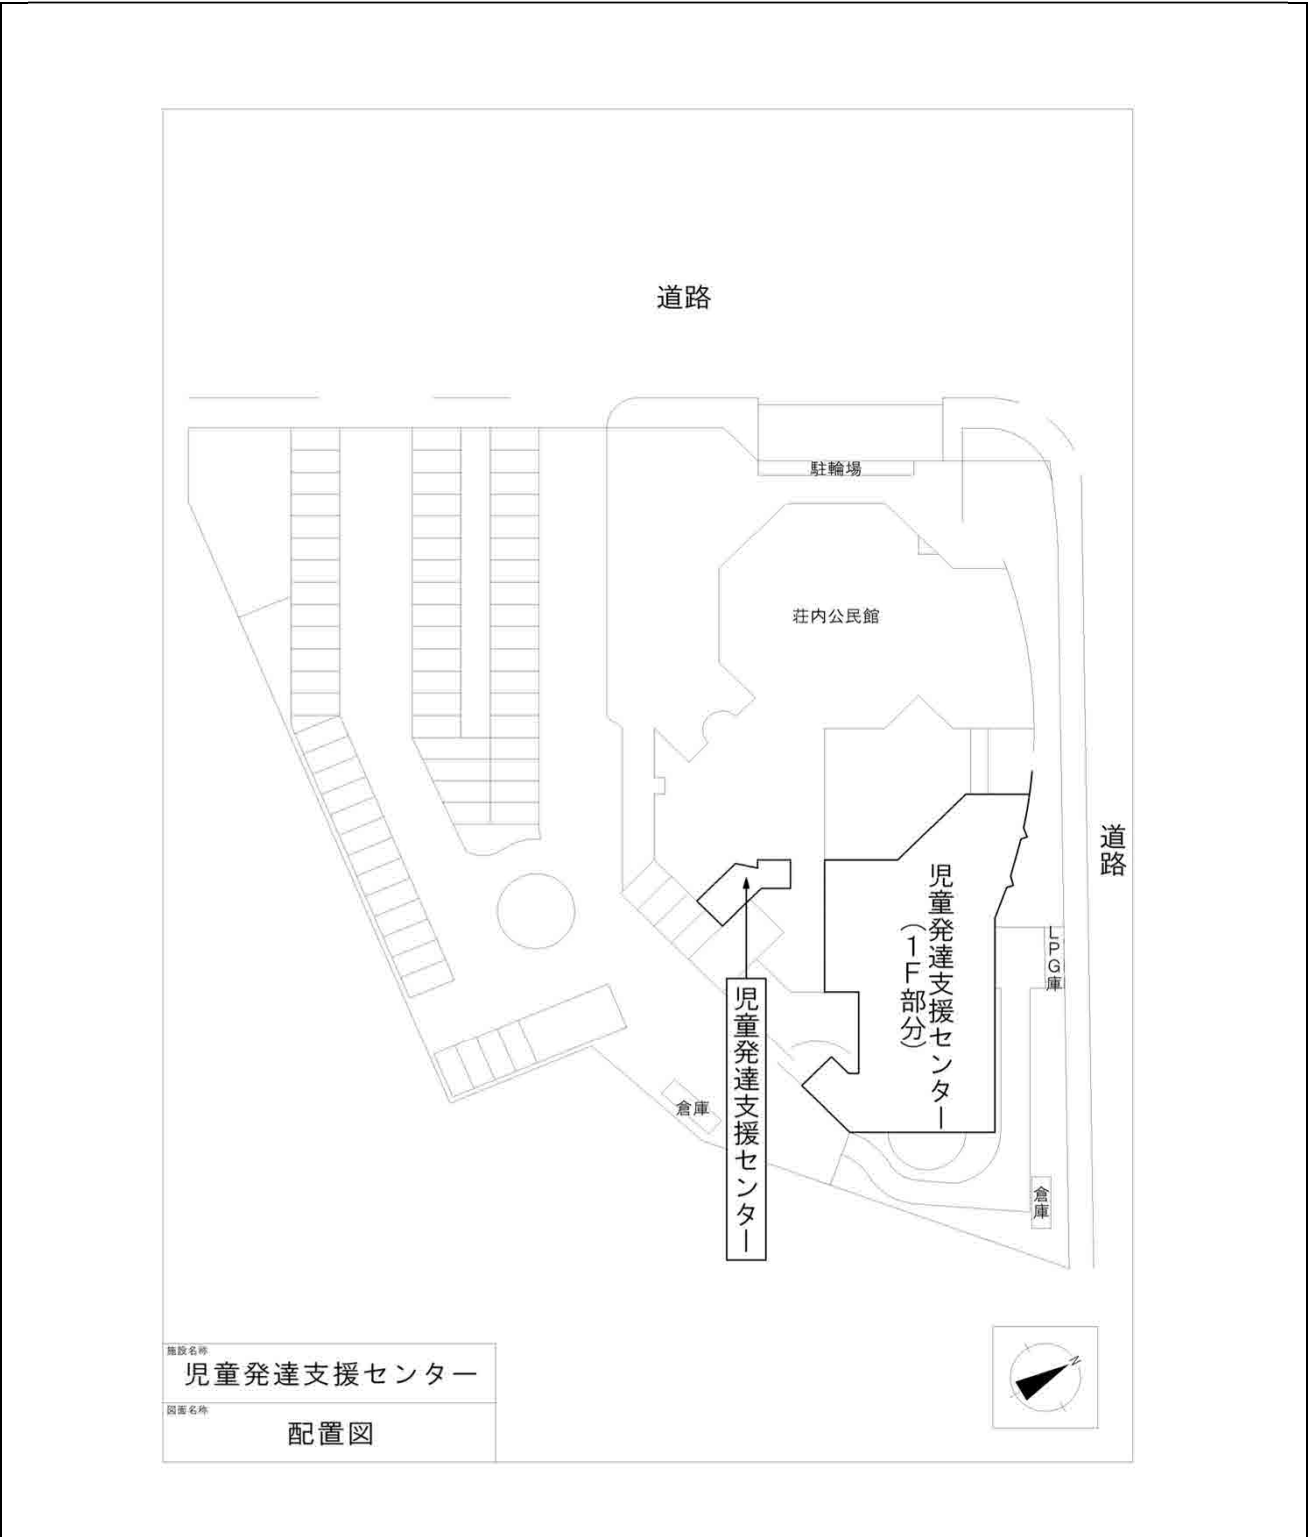 道路
駐輪場
荘内公民館
道路
児童発達支援センター
（1F部分）
LPG庫
児童発達支援センター
倉庫
倉庫
施設名称
児童発達支援センター
図面名称
配置図
N